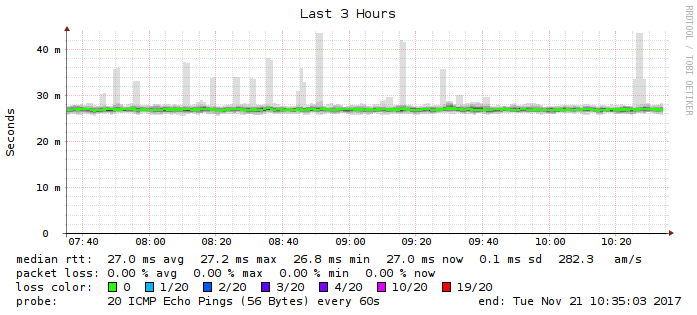 Last 3 Hours
RRDTOOL / TOBI OETIKER
Seconds
40 m
30 m
20 m
10 m
0
07:40 08:00 08:20 08:40 09:00 09:20 09:40 10:00 10:20
median rtt: 27.0 ms avg 27.2 ms max 26.8 ms min 27.0 ms now 0.1 ms sd 282.3 am/s
packet loss: 0.00 % avg 0.00 % max 0.00 % min 0.00 % now
loss color: 0 1/20 2/20 3/20 4/20 10/20 19/20
probe: 20 ICMP Echo Pings (56 Bytes) every 60s end: Tue Nov 21 10:35:03 2017